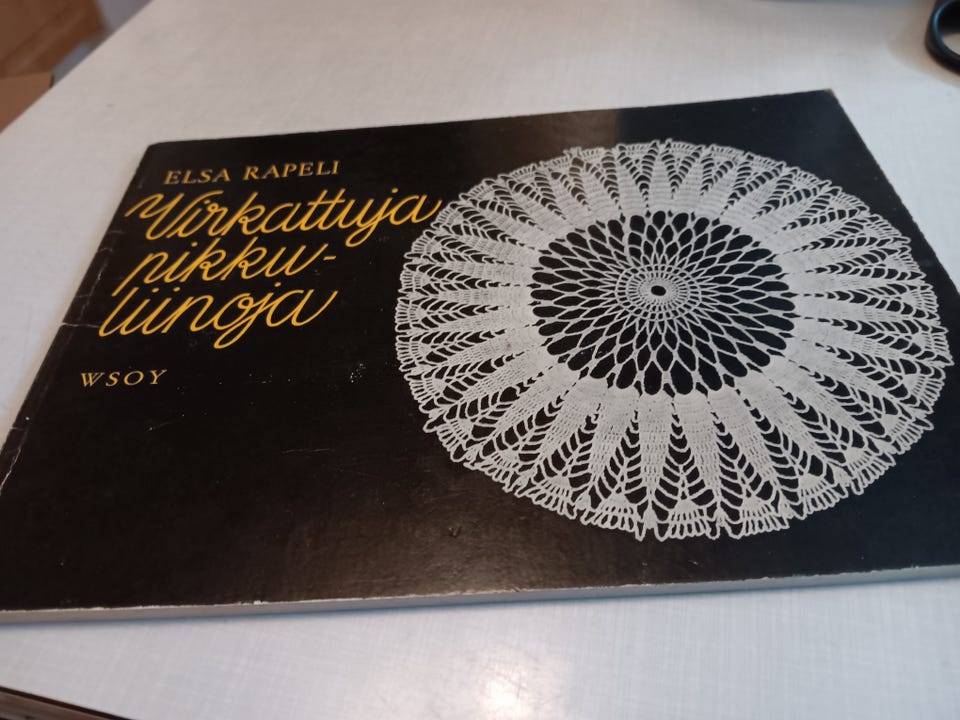 ELSA RAPELI
Virkattuja
pikku-
liinoja
WSOY